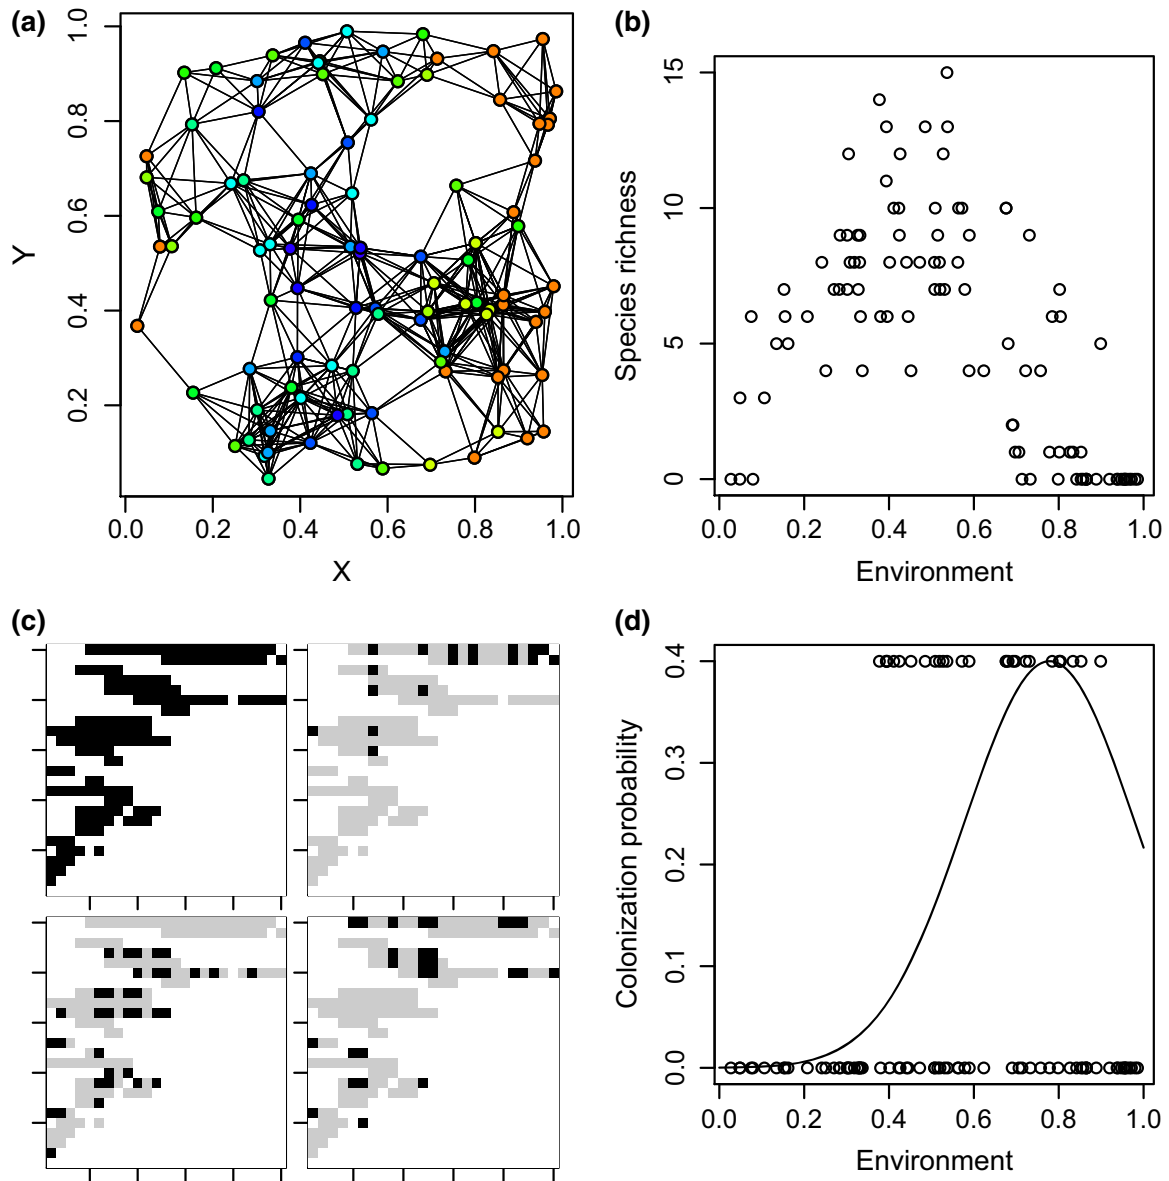 (a)
1.0
0.8
0.6
0.4
0.2
Y
0.0 0.2 0.4 0.6 0.8 1.0
X
(b)
15
10
5
0
Species richness
0.0 0.2 0.4 0.6 0.8 1.0
Environment
(c)
(d)
0.4
0.3
0.2
0.1
0.0
Colonization probability
0.0 0.2 0.4 0.6 0.8 1.0
Environment